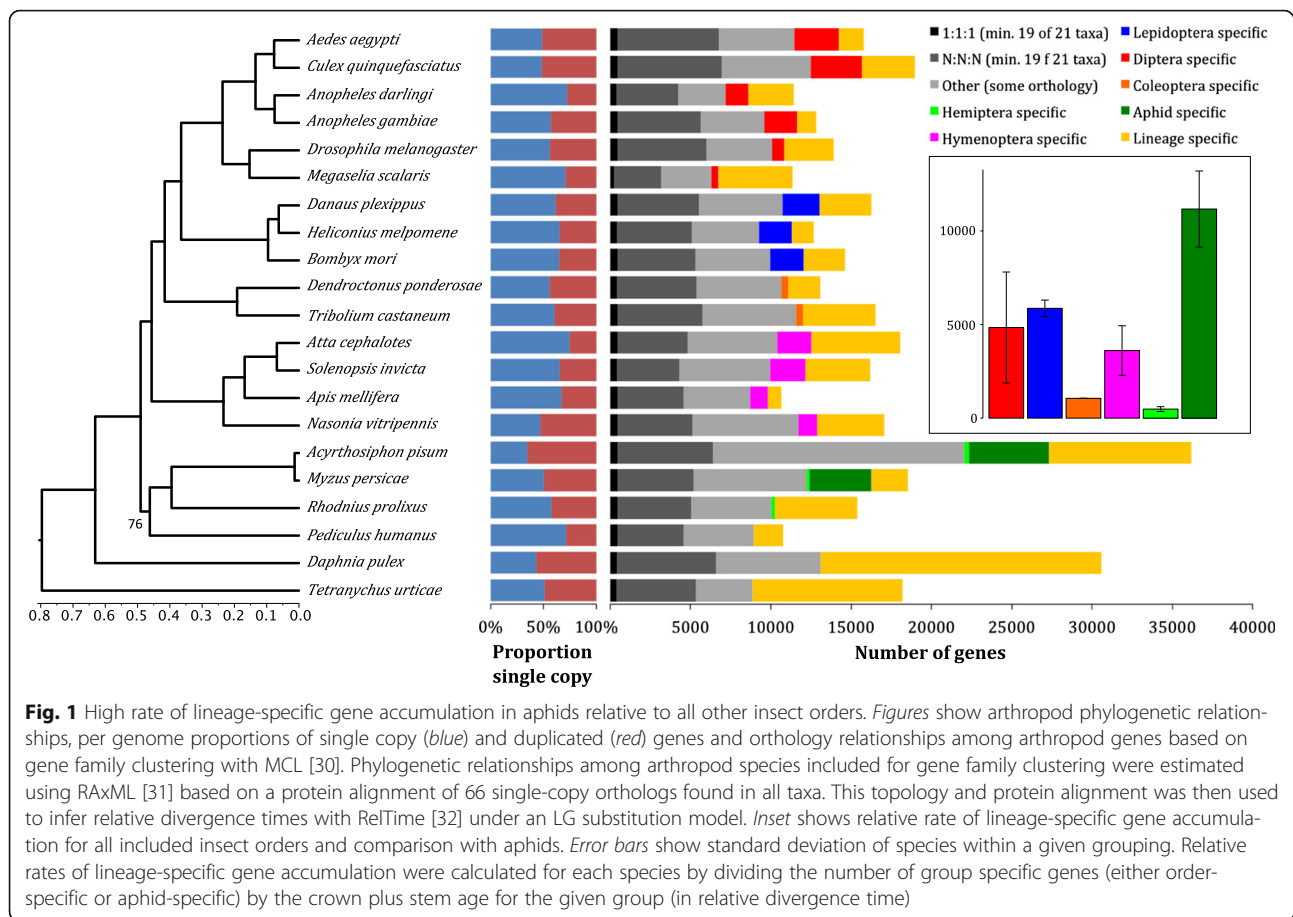 Aedes aegypti
Culex quinquefasciatus
Anopheles darlingi
Anopheles gambiae
Drosophila melanogaster
Megaselia scalaris
Danaus plexippus
Heliconius melpomene
Bombyx mori
Dendroctonus ponderosae
Tribolium castaneum
Atta cephalotes
Solenopsis invicta
Apis mellifera
Nasonia vitripennis
Acyrthosiphon pisum
Myzus persicae
Rhodnius prolixus
Pediculus humanus
Daphnia pulex
Tetranychus urticae
76
0.8 0.7 0.6 0.5 0.4 0.3 0.2 0.1 0.0
0% 50% 100%
Proportion
single copy
5000 10000 15000 20000 25000 30000 35000 40000
Number of genes
1:1:1 (min. 19 of 21 taxa)
N:N:N (min. 19 f 21 taxa)
Other (some orthology)
Hemiptera specific
Hymenoptera specific
Lepidoptera specific
Diptera specific
Coleoptera specific
Aphid specific
Lineage specific
10000
5000
0
Fig. 1 High rate of lineage-specific gene accumulation in aphids relative to all other insect orders. Figures show arthropod phylogenetic relation-
ships, per genome proportions of single copy (blue) and duplicated (red) genes and orthology relationships among arthropod genes based on
gene family clustering with MCL [30]. Phylogenetic relationships among arthropod species included for gene family clustering were estimated
using RAxML [31] based on a protein alignment of 66 single-copy orthologs found in all taxa. This topology and protein alignment was then used
to infer relative divergence times with RelTime [32] under an LG substitution model. Inset shows relative rate of lineage-specific gene accumula-
tion for all included insect orders and comparison with aphids. Error bars show standard deviation of species within a given grouping. Relative
rates of lineage-specific gene accumulation were calculated for each species by dividing the number of group specific genes (either order-
specific or aphid-specific) by the crown plus stem age for the given group (in relative divergence time)